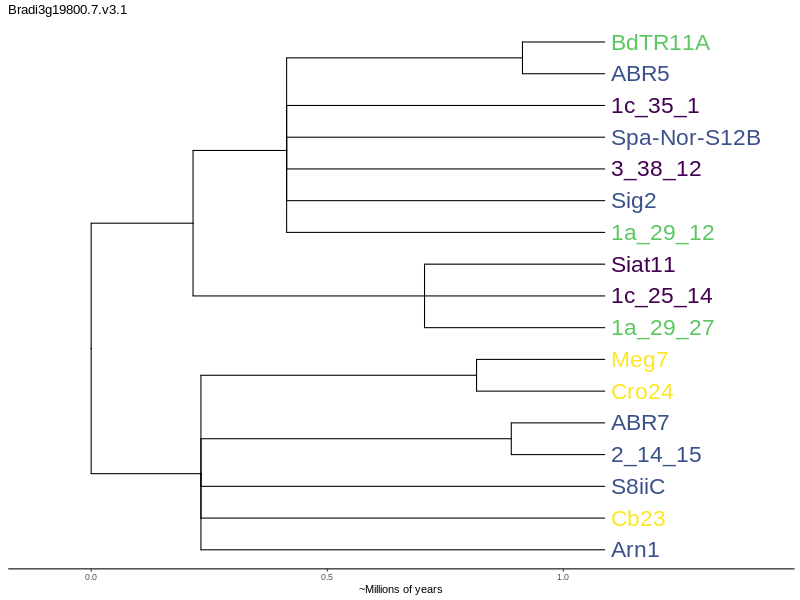 Bradi3g19800.7.v3.1
BdTR11A
ABR5
1c_35_1
Spa-Nor-S12B
3_38_12
Sig2
1a_29_12
Siat11
1c_25_14
1a_29_27
Meg7
Cro24
ABR7
2_14_15
S8iiC
Cb23
Arn1
0.0 0.5 1.0
~Millions of years